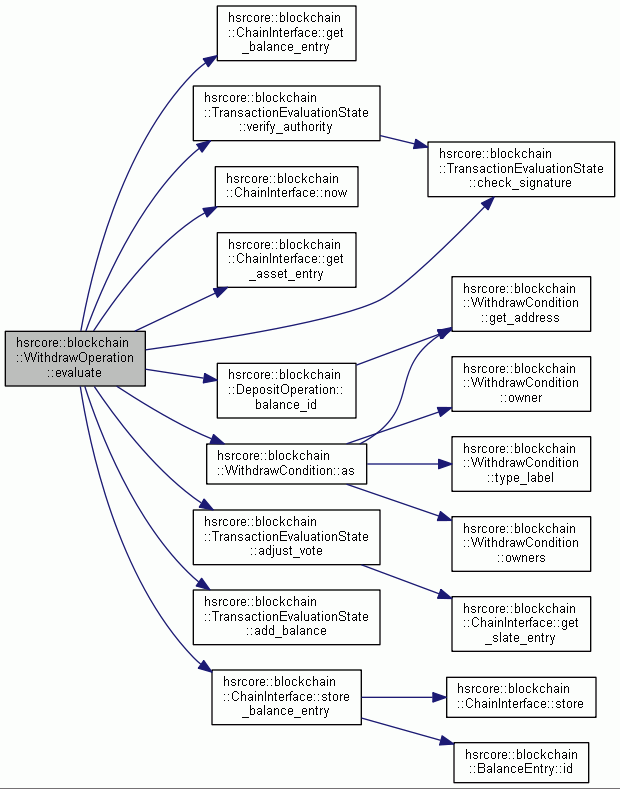 hsrcore::blockchain
::ChainInterface::get
_balance_entry
hsrcore::blockchain
::TransactionEvaluationState
::verify_authority
hsrcore::blockchain
::TransactionEvaluationState
::check_signature
hsrcore::blockchain
::ChainInterface::now
hsrcore::blockchain
::ChainInterface::get
_asset_entry
hsrcore::blockchain
::WithdrawCondition
::get_address
hsrcore::blockchain
::WithdrawOperation
::evaluate
hsrcore::blockchain
::DepositOperation::
balance_id
hsrcore::blockchain
::WithdrawCondition
::owner
hsrcore::blockchain
::WithdrawCondition::as
hsrcore::blockchain
::WithdrawCondition
::type_label
hsrcore::blockchain
::TransactionEvaluationState
::adjust_vote
hsrcore::blockchain
::WithdrawCondition
::owners
hsrcore::blockchain
::TransactionEvaluationState
::add_balance
hsrcore::blockchain
::ChainInterface::get
_slate_entry
hsrcore::blockchain
::ChainInterface::store
_balance_entry
hsrcore::blockchain
::ChainInterface::store
hsrcore::blockchain
::BalanceEntry::id